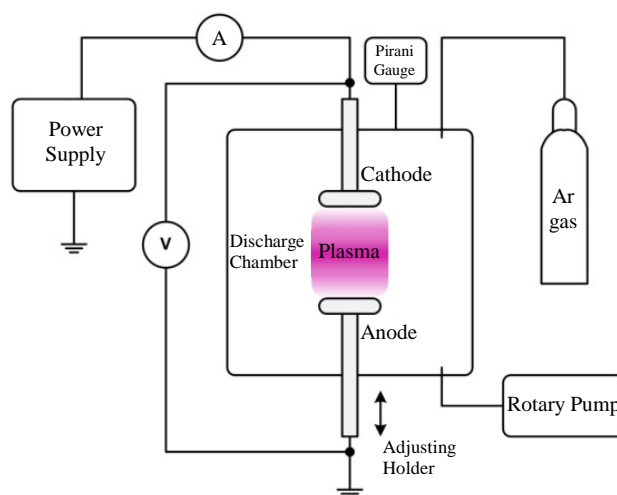 A
Pirani
Gauge
Power
Supply
Cathode
Ar
gas
V
Discharge
Chamber
Plasma
Anode
Rotary Pump
Adjusting
Holder